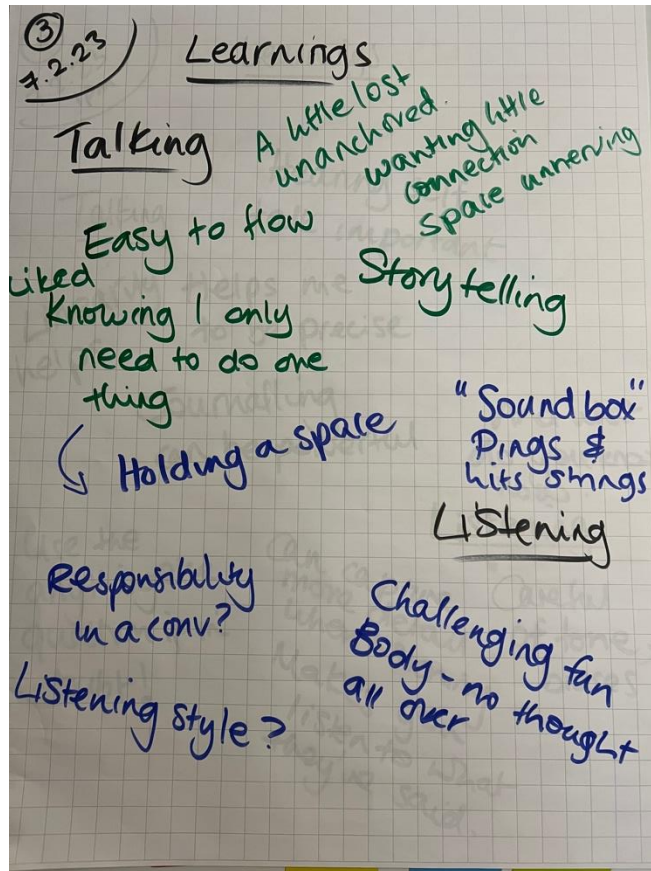 ③
7.2.23
Learnings
Talking
A little lost
unanchored.
wanting little
connection
space unnerving
Easy to flow
Liked
Knowing I only
need to do one
thing
Storytelling
Holding a space
"Sound box"
Pings &
hits strings
Listening
Responsibility
in a conv?
Listening style?
Challenging fun
Body - no thought
all over